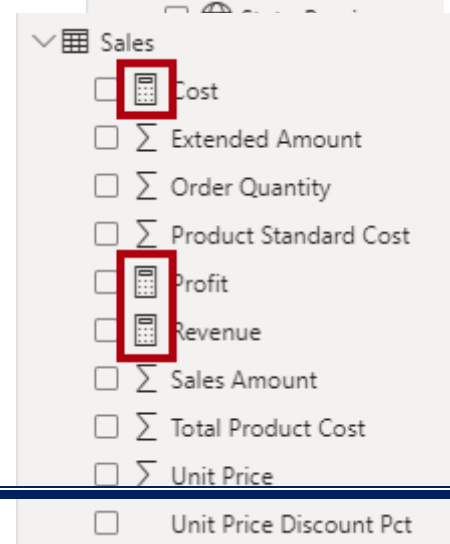 Sales
Cost
Extended Amount
Order Quantity
Product Standard Cost
Profit
Revenue
Sales Amount
Total Product Cost
Unit Price
Unit Price Discount Pct